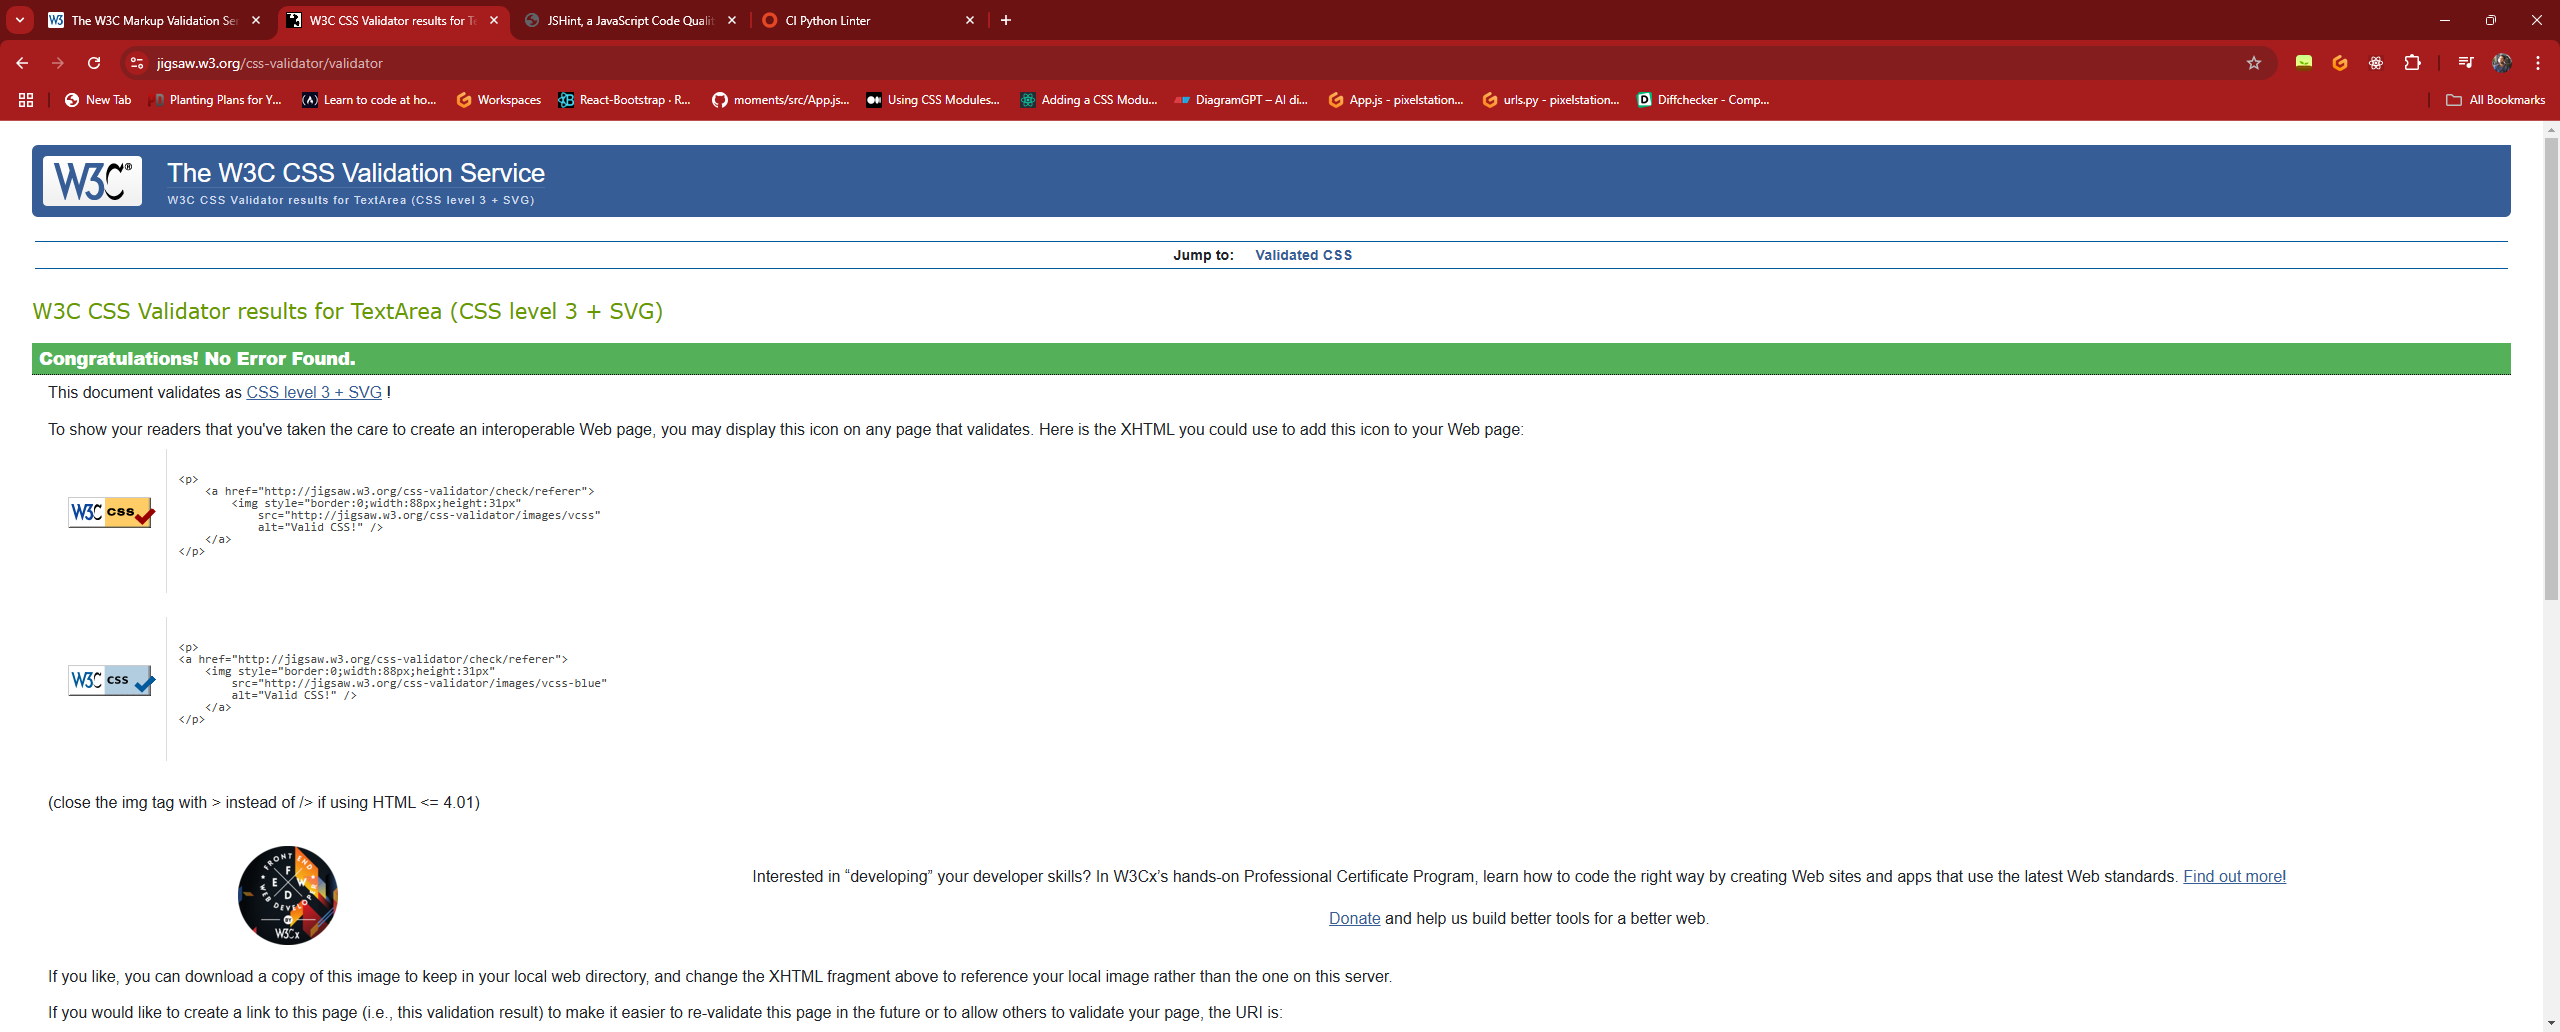 The W3C Markup Validation Se
W3C CSS Validator results for Te
JSHint, a JavaScript Code Qualit
CI Python Linter
jigsaw.w3.org/css-validator/validator
New Tab
Planting Plans for Y...
Learn to code at ho...
Workspaces
React-Bootstrap · R...
moments/src/App.js...
Using CSS Modules...
Adding a CSS Modu...
DiagramGPT – AI di...
App.js - pixelstation...
urls.py - pixelstation...
Diffchecker - Comp...
All Bookmarks
W3C®
The W3C CSS Validation Service
W3C CSS Validator results for TextArea (CSS level 3 + SVG)
Jump to: Validated CSS
W3C CSS Validator results for TextArea (CSS level 3 + SVG)
Congratulations! No Error Found.
This document validates as CSS level 3 + SVG !
To show your readers that you've taken the care to create an interoperable Web page, you may display this icon on any page that validates. Here is the XHTML you could use to add this icon to your Web page:
W3C css
<p>
<a href="http://jigsaw.w3.org/css-validator/check/referer">
<img style="border:0;width:88px;height:31px"
src="http://jigsaw.w3.org/css-validator/images/vcss"
alt="Valid CSS!" />
</a>
</p>
W3C css
<p>
<a href="http://jigsaw.w3.org/css-validator/check/referer">
<img style="border:0;width:88px;height:31px"
src="http://jigsaw.w3.org/css-validator/images/vcss-blue"
alt="Valid CSS!" />
</a>
</p>
(close the img tag with > instead of /> if using HTML <= 4.01)
FRONT END
F
E W
D
WEB DEVELOPER
BY
W3Cx
Interested in “developing” your developer skills? In W3Cx’s hands-on Professional Certificate Program, learn how to code the right way by creating Web sites and apps that use the latest Web standards. Find out more!
Donate and help us build better tools for a better web.
If you like, you can download a copy of this image to keep in your local web directory, and change the XHTML fragment above to reference your local image rather than the one on this server.
If you would like to create a link to this page (i.e., this validation result) to make it easier to re-validate this page in the future or to allow others to validate your page, the URI is: